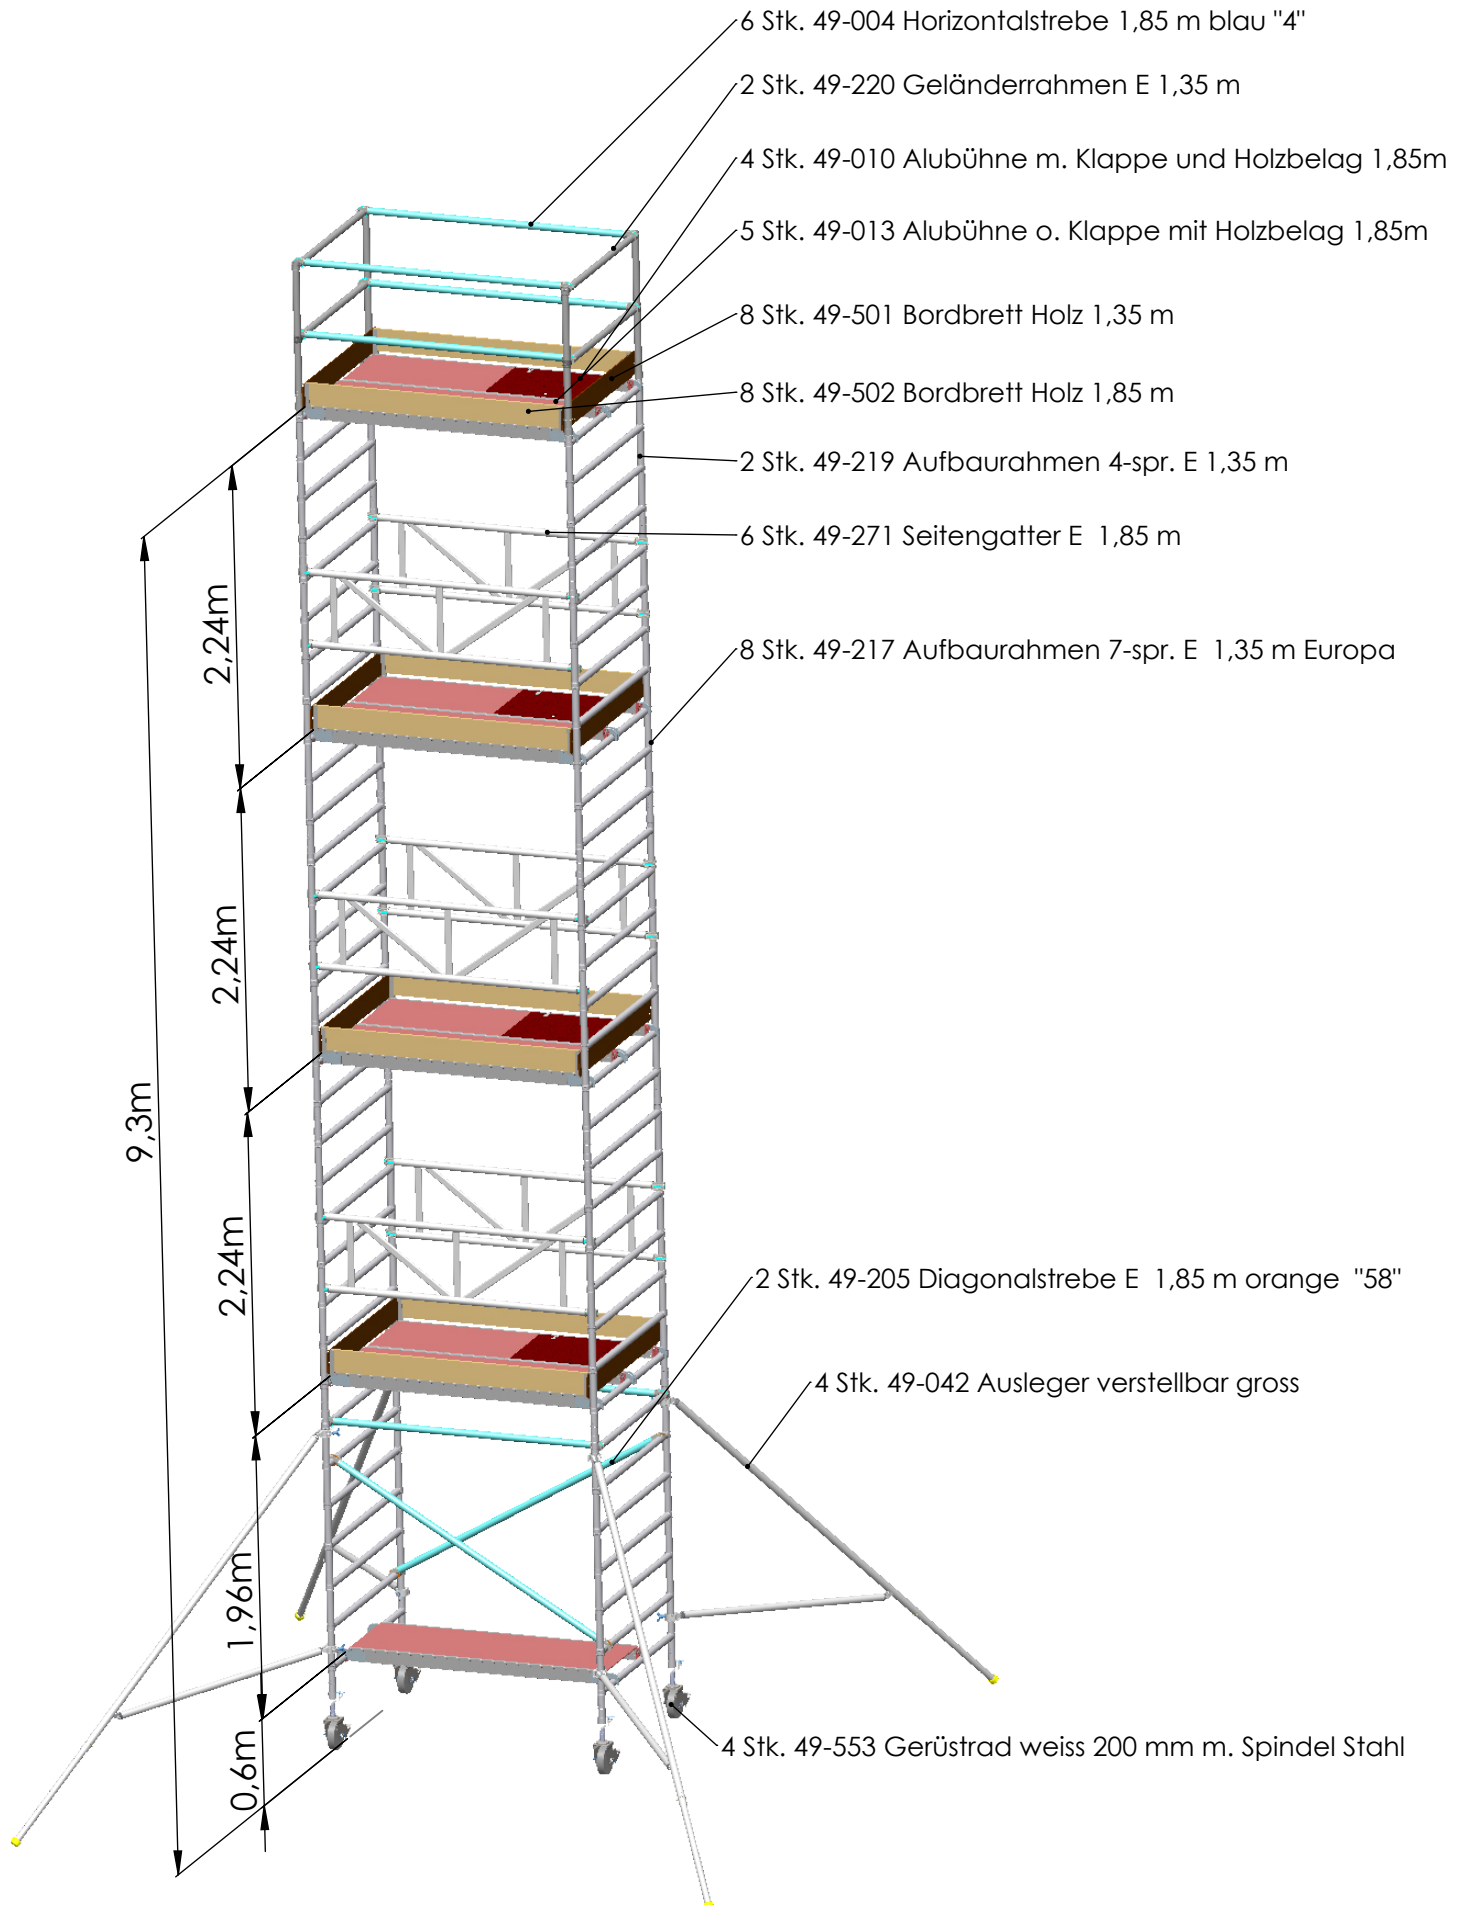 6 Stk. 49-004 Horizontalstrebe 1,85 m blau "4"
2 Stk. 49-220 Geländerrahmen E 1,35 m
4 Stk. 49-010 Alubühne m. Klappe und Holzbelag 1,85m
5 Stk. 49-013 Alubühne o. Klappe mit Holzbelag 1,85m
8 Stk. 49-501 Bordbrett Holz 1,35 m
8 Stk. 49-502 Bordbrett Holz 1,85 m
2 Stk. 49-219 Aufbaurahmen 4-spr. E 1,35 m
6 Stk. 49-271 Seitengatter E 1,85 m
2,24m
8 Stk. 49-217 Aufbaurahmen 7-spr. E 1,35 m Europa
2,24m
9,3m
2,24m
2 Stk. 49-205 Diagonalstrebe E 1,85 m orange "58"
4 Stk. 49-042 Ausleger verstellbar gross
1,96m
0,6m
4 Stk. 49-553 Gerüstrad weiss 200 mm m. Spindel Stahl